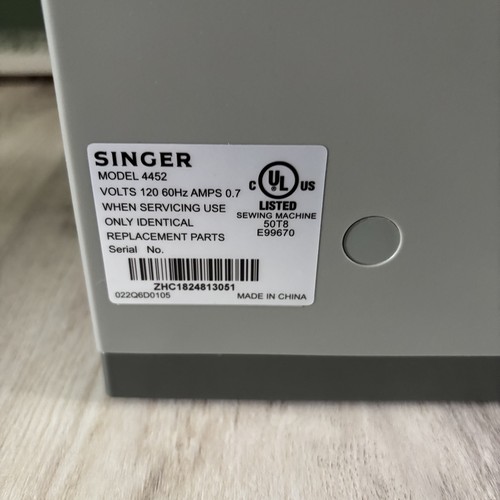 SINGER
MODEL 4452
VOLTS 120 60Hz AMPS 0.7
WHEN SERVICING USE
ONLY IDENTICAL
REPLACEMENT PARTS
Serial No.
C UL US
LISTED
SEWING MACHINE
50T8
E99670
ZHC1824813051
022Q6D0105
MADE IN CHINA